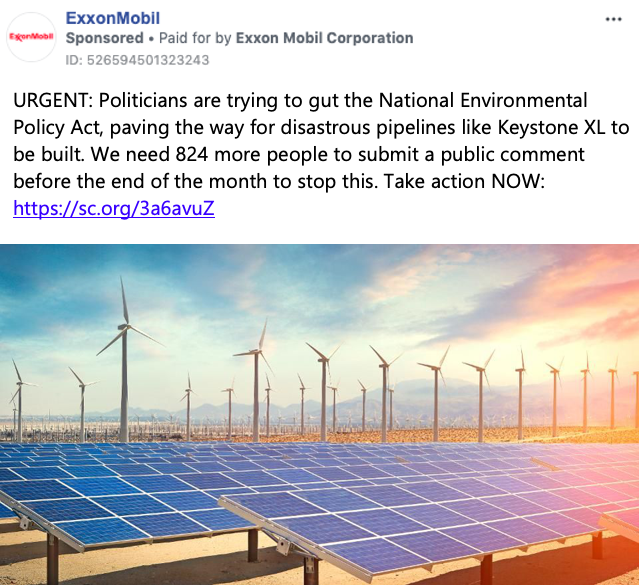 ExxonMobil
ExxonMobil
Sponsored • Paid for by Exxon Mobil Corporation
ID: 526594501323243
URGENT: Politicians are trying to gut the National Environmental
Policy Act, paving the way for disastrous pipelines like Keystone XL to
be built. We need 824 more people to submit a public comment
before the end of the month to stop this. Take action NOW:
https://sc.org/3a6avuZ